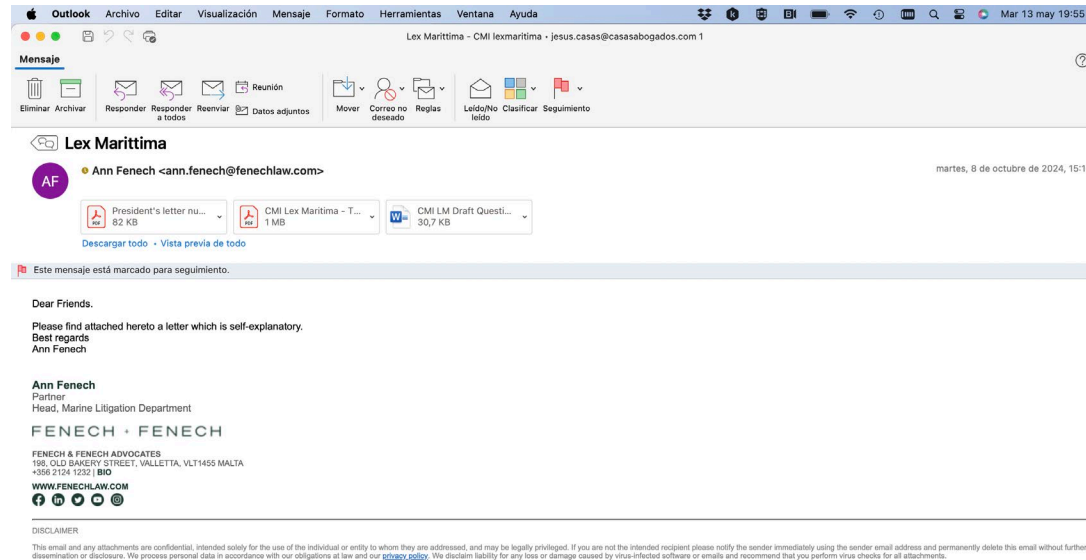 Outlook Archivo Editar Visualización Mensaje Formato Herramientas Ventana Ayuda Mar 13 may 19:55
Lex Marittima - CMI lexmaritima • jesus.casas@casasabogados.com 1
Mensaje
Eliminar Archivar Responder Responder a todos Reenviar Reunión Datos adjuntos Mover Correo no deseado Reglas Leído/No leído Clasificar Seguimiento
Lex Marittima
AF
Ann Fenech <ann.fenech@fenechlaw.com>
martes, 8 de octubre de 2024, 15:1
President's letter nu... CMI Lex Maritima - T... CMI LM Draft Questi...
82 KB 1 MB 30,7 KB
Descargar todo • Vista previa de todo
Este mensaje está marcado para seguimiento.
Dear Friends.
Please find attached hereto a letter which is self-explanatory.
Best regards
Ann Fenech
Ann Fenech
Partner
Head, Marine Litigation Department
FENECH + FENECH
FENECH & FENECH ADVOCATES
198, OLD BAKERY STREET, VALLETTA, VLT1455 MALTA
+356 2124 1232 | BIO
WWW.FENECHLAW.COM
DISCLAIMER
This email and any attachments are confidential, intended solely for the use of the individual or entity to whom they are addressed, and may be legally privileged. If you are not the intended recipient please notify the sender immediately using the sender email address and permanently delete this email without further
dissemination or disclosure. We process personal data in accordance with our obligations at law and our privacy policy. We disclaim liability for any loss or damage caused by virus-infected software or emails and recommend that you perform virus checks for all attachments.